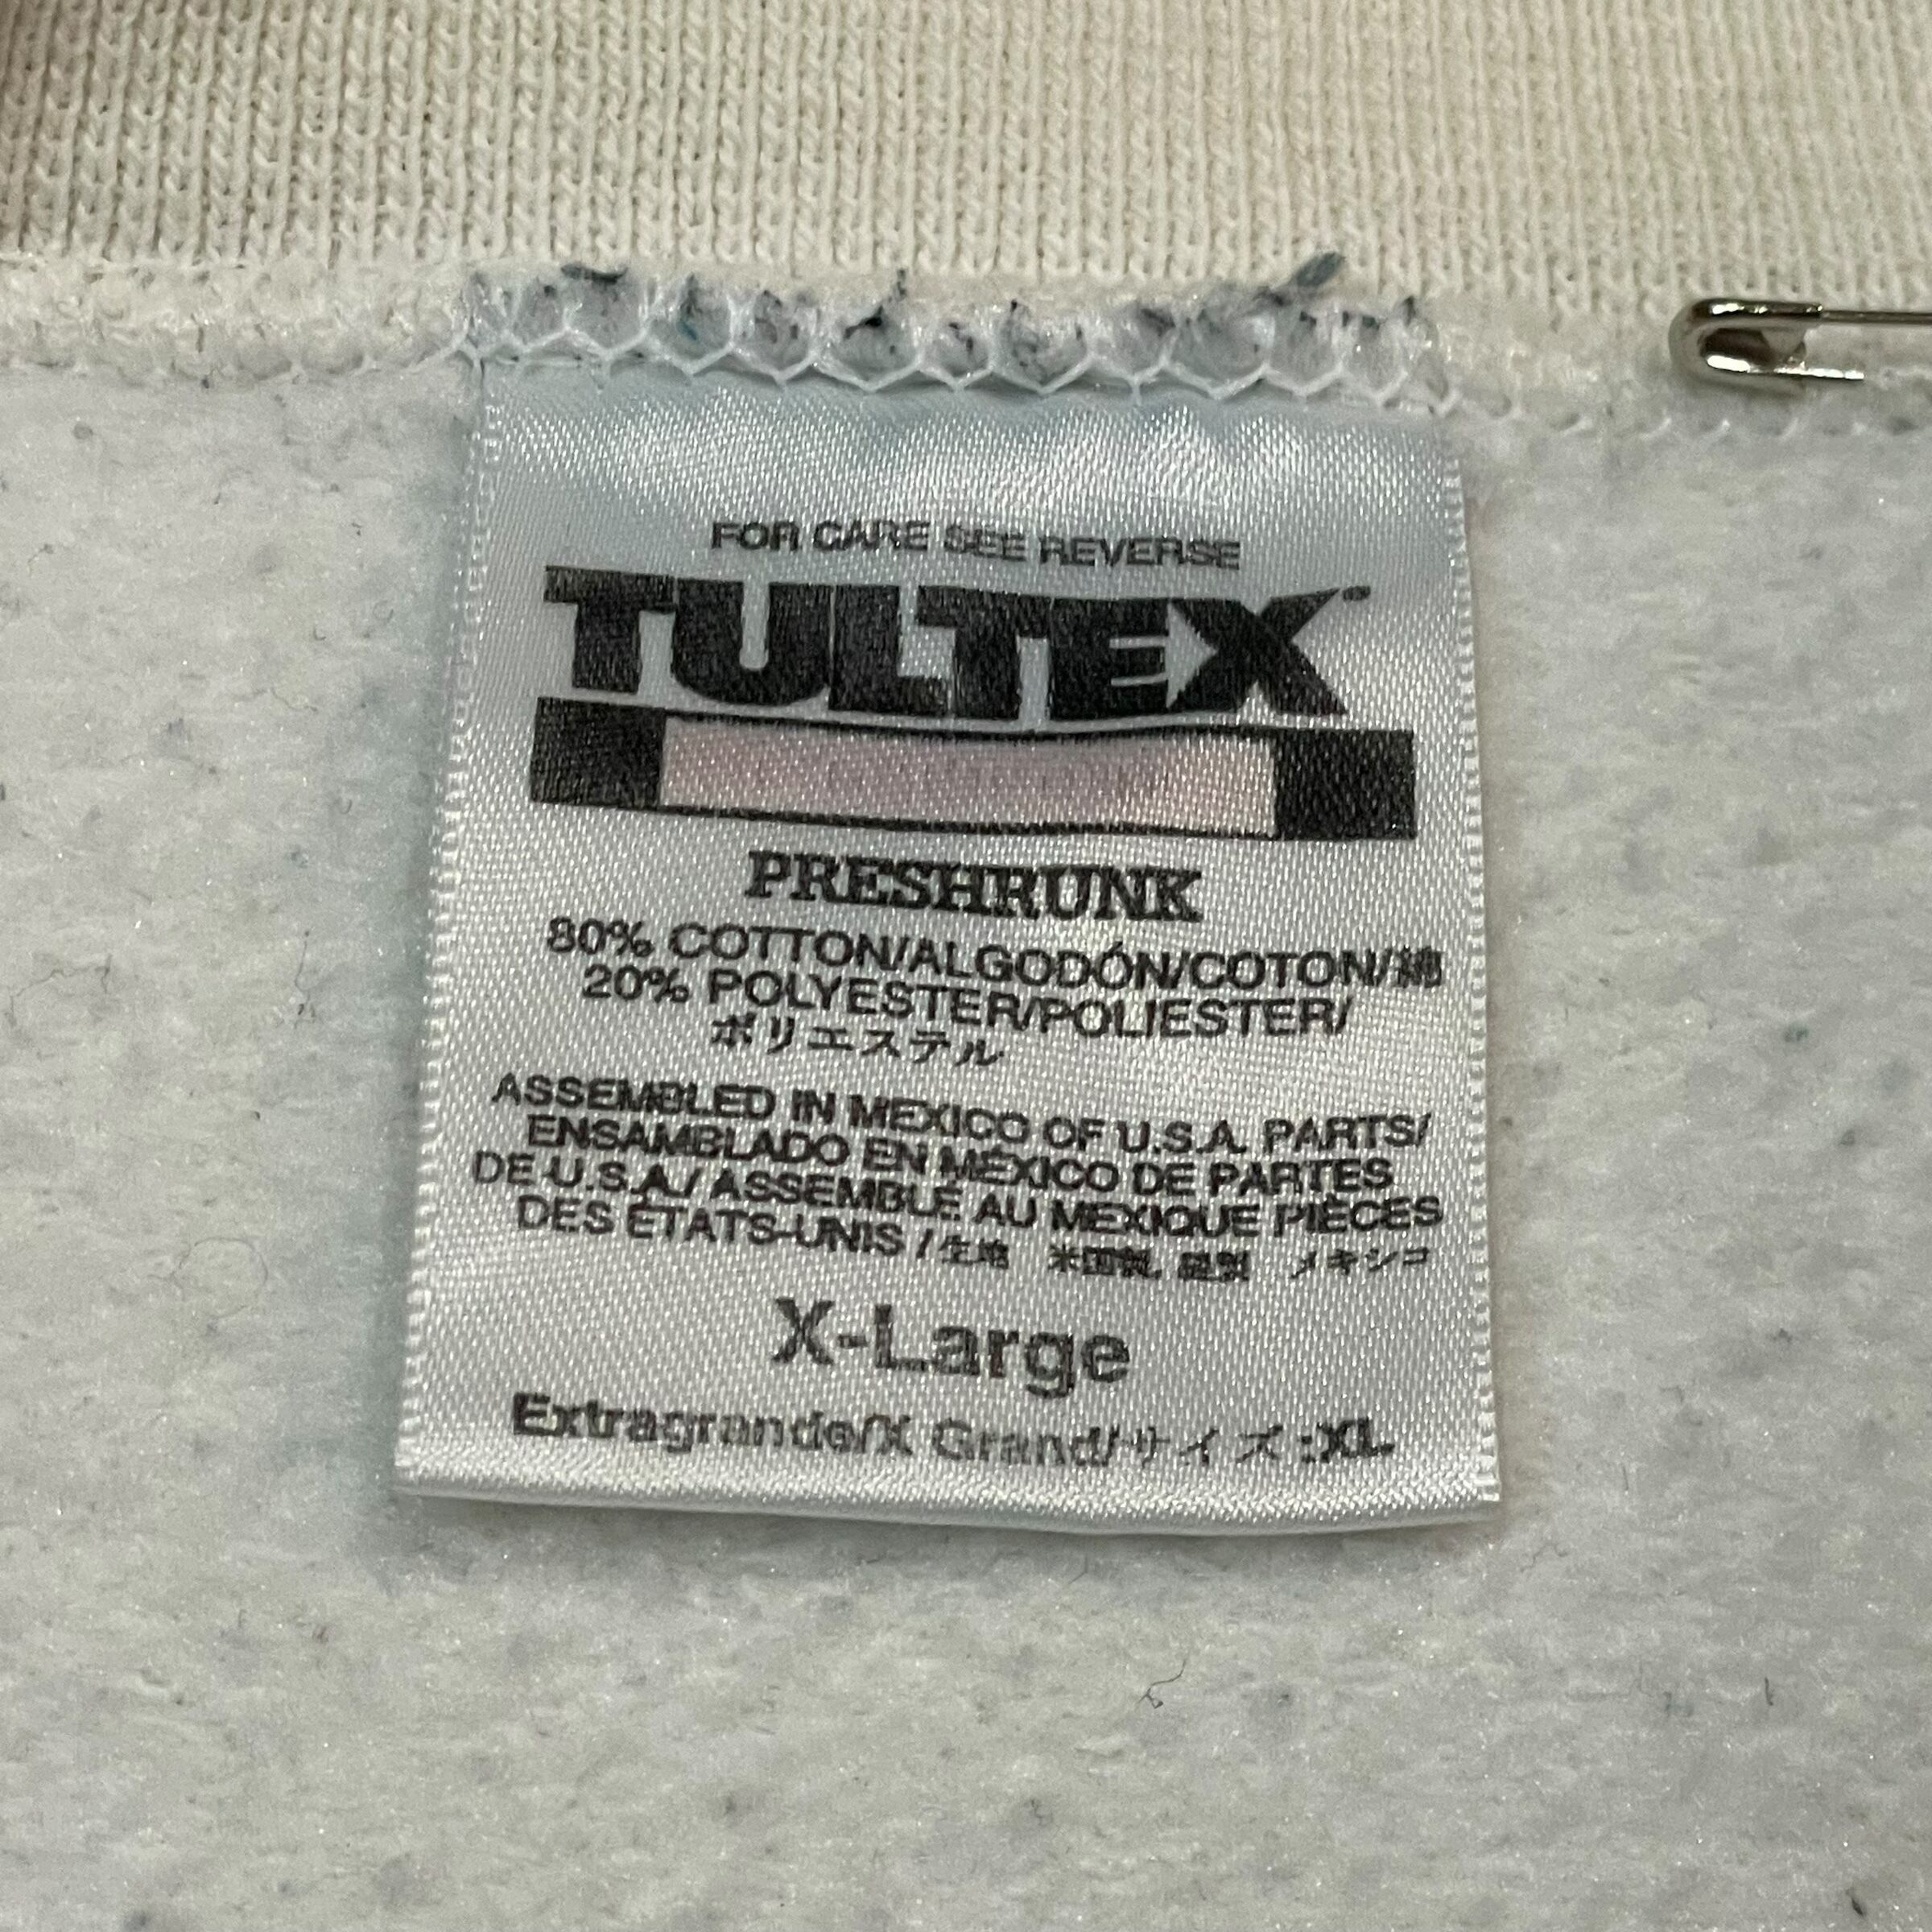 FOR CARE SEE REVERSE
TULTEX
PRESHRUNK
80% COTTON/ALGODÓN/COTON/綿
20% POLYESTER/POLIESTER/
ポリエステル
ASSEMBLED IN MEXICO OF U.S.A. PARTS/
ENSAMBLADO EN MÉXICO DE PARTES
DE U.S.A./ ASSEMBLÉ AU MEXIQUE PIÈCES
DES ÉTATS-UNIS / 生地 米国製, 縫製 メキシコ
X-Large
Extragrande/X Grand/サイズ:XL